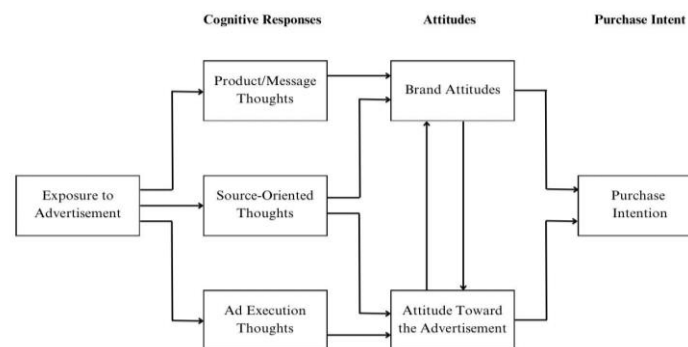 Cognitive Responses
Attitudes
Purchase Intent
Product/Message
Thoughts
Brand Attitudes
Exposure to
Advertisement
Source-Oriented
Thoughts
Purchase
Intention
Ad Execution
Thoughts
Attitude Toward
the Advertisement